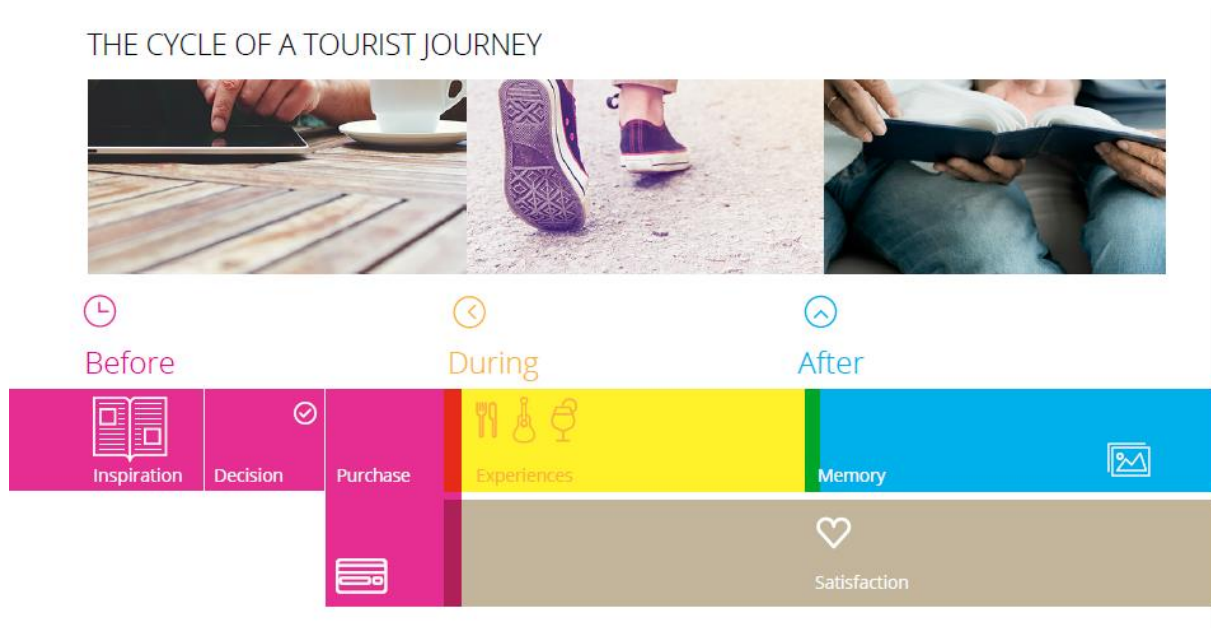 THE CYCLE OF A TOURIST JOURNEY
Before
During
After
Inspiration
Decision
Purchase
Experiences
Memory
Satisfaction